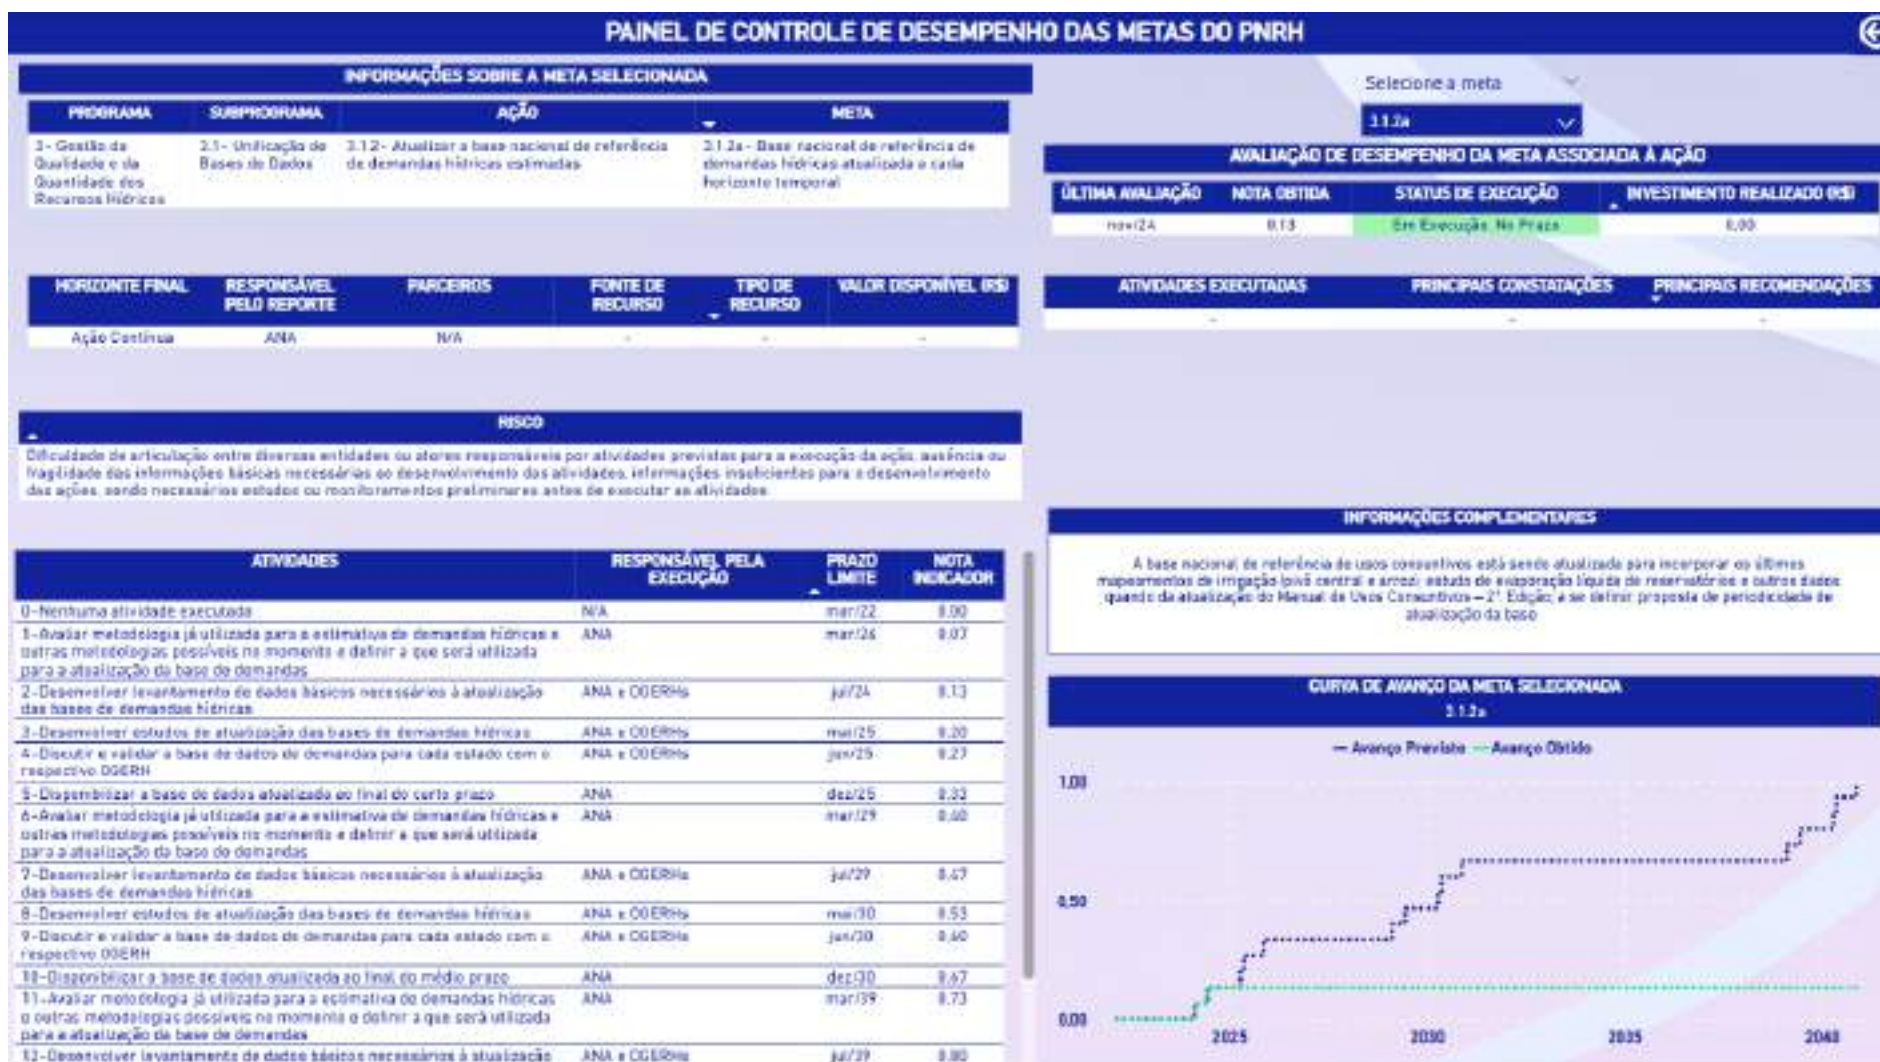 PAINEL DE CONTROLE DE DESEMPENHO DAS METAS DO PNRH
INFORMAÇÕES SOBRE A META SELECIONADA
PROGRAMA SUBPROGRAMA AÇÃO META
3- Gestão da Qualidade e da Quantidade dos Recursos Hídricos
3.1- Unificação de Bases de Dados
3.1.2- Atualizar a base nacional de referência de demandas hídricas estimadas
3.1.2a- Base nacional de referência de demandas hídricas atualizada a cada horizonte temporal
Selecione a meta
3.1.2a
AVALIAÇÃO DE DESEMPENHO DA META ASSOCIADA À AÇÃO
ÚLTIMA AVALIAÇÃO NOTA OBTIDA STATUS DE EXECUÇÃO INVESTIMENTO REALIZADO (R$)
nov/24 0.13 Em Execução: No Prazo 0,00
HORIZONTE FINAL RESPONSÁVEL PELO REPORTE PARCEIROS FONTE DE RECURSO TIPO DE RECURSO VALOR DISPONÍVEL (R$)
Ação Contínua ANA N/A - - -
ATIVIDADES EXECUTADAS PRINCIPAIS CONSTATAÇÕES PRINCIPAIS RECOMENDAÇÕES
- - -
RISCO
Dificuldade de articulação entre diversas entidades ou atores responsáveis por atividades previstas para a execução da ação, ausência ou
fragilidade das informações básicas necessárias ao desenvolvimento das atividades, informações insuficientes para o desenvolvimento
das ações, sendo necessários estudos ou monitoramentos preliminares antes de executar as atividades.
ATIVIDADES RESPONSÁVEL PELA EXECUÇÃO PRAZO LIMITE NOTA INDICADOR
0-Nenhuma atividade executada N/A mar/22 0.00
1-Avaliar metodologia já utilizada para a estimativa de demandas hídricas e ANA 0.07
outras metodologias possíveis no momento e definir a que será utilizada
para a atualização da base de demandas
2-Desenvolver levantamento de dados básicos necessários à atualização ANA e OGERHs jul/24 0.13
das bases de demandas hídricas
3-Desenvolver estudos de atualização das bases de demandas hídricas ANA e OGERHs mai/25 0.20
4-Discutir e validar a base de dados de demandas para cada estado com o ANA e OGERHs jun/25 0.27
respectivo OGERH
5-Disponibilizar a base de dados atualizada ao final do curto prazo ANA dez/25 0.33
6-Avaliar metodologia já utilizada para a estimativa de demandas hídricas e ANA mar/29 0.40
outras metodologias possíveis no momento e definir a que será utilizada
para a atualização da base de demandas
7-Desenvolver levantamento de dados básicos necessários à atualização ANA e OGERHs jul/29 0.47
das bases de demandas hídricas
8-Desenvolver estudos de atualização das bases de demandas hídricas ANA e OGERHs mai/30 0.53
9-Discutir e validar a base de dados de demandas para cada estado com o ANA e OGERHs jun/30 0.60
respectivo OGERH
10-Disponibilizar a base de dados atualizada ao final do médio prazo ANA dez/30 0.67
11-Avaliar metodologia já utilizada para a estimativa de demandas hídricas ANA mar/39 0.73
e outras metodologias possíveis no momento e definir a que será utilizada
para a atualização da base de demandas
12-Desenvolver levantamento de dados básicos necessários à atualização ANA e OGERHs jul/39 0.80
INFORMAÇÕES COMPLEMENTARES
A base nacional de referência de usos consuntivos está sendo atualizada para incorporar os últimos
mapeamentos de irrigação (pivô central e arroz), estudo de evaporação líquida de reservatórios e outros dados
quando da atualização do Manual de Usos Consuntivos – 2ª. Edição; a se definir proposta de periodicidade de
atualização da base
CURVA DE AVANÇO DA META SELECIONADA
3.1.2a
Avanço Previsto Avanço Obtido
1,00
0,50
0,00
2025 2030 2035 2040